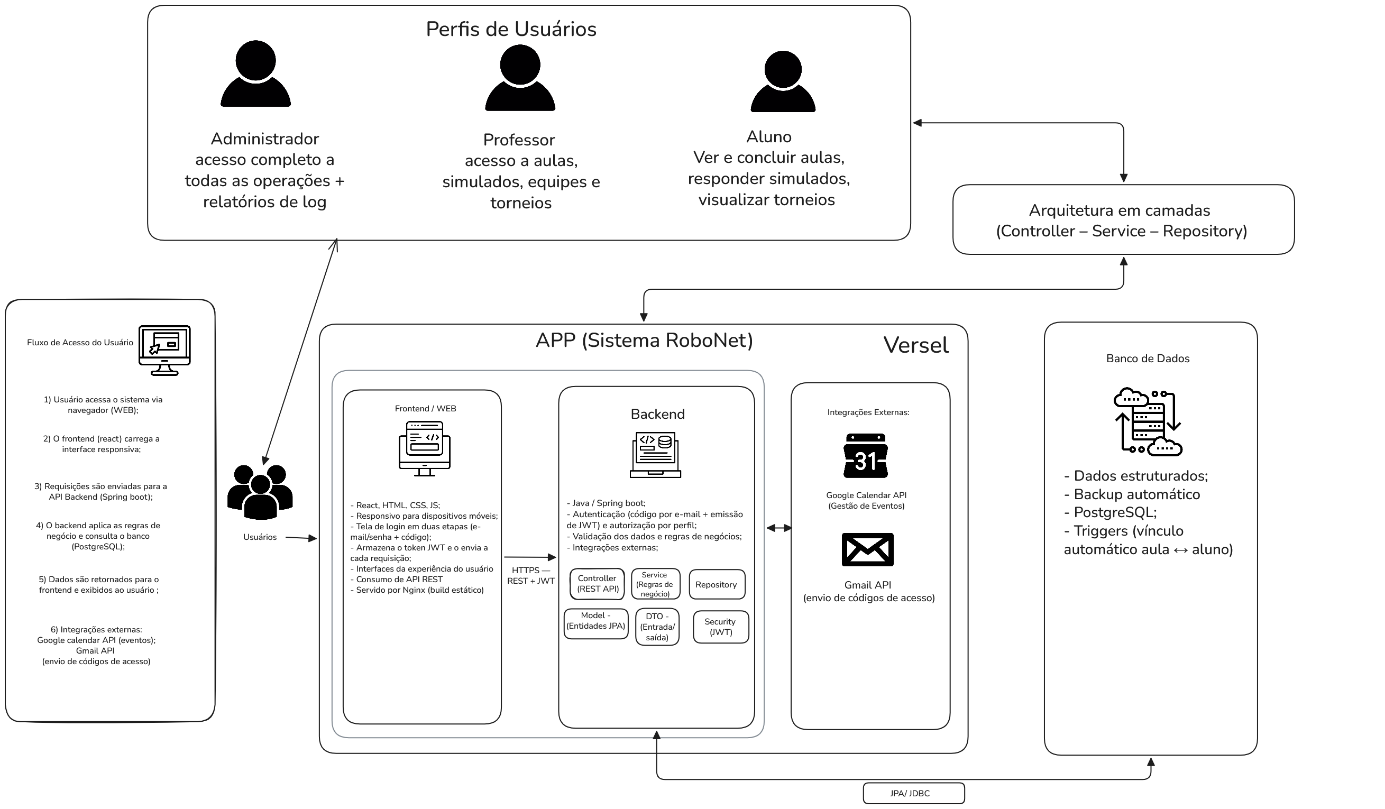 Perfis de Usuários
Administrador
acesso completo a
todas as operações +
relatórios de log
Professor
acesso a aulas,
simulados, equipes e
torneios
Aluno
Ver e concluir aulas,
responder simulados,
visualizar torneios
Arquitetura em camadas
(Controller – Service – Repository)
Fluxo de Acesso do Usuário
1) Usuário acessa o sistema via
navegador (WEB);
2) O frontend (react) carrega a
interface responsiva;
3) Requisições são enviadas para a
API Backend (Spring boot);
4) O backend aplica as regras de
negócio e consulta o banco
(PostgreSQL);
5) Dados são retornados para o
frontend e exibidos ao usuário ;
6) Integrações externas:
Google calendar API (eventos);
Gmail API
(envio de códigos de acesso)
Usuários
APP (Sistema RoboNet)
Versel
Frontend / WEB
- React, HTML, CSS, JS;
- Responsivo para dispositivos móveis;
- Tela de login em duas etapas (e-
mail/senha + código);
- Armazena o token JWT e o envia a
cada requisição;
- Interfaces da experiência do usuário
- Consumo de API REST
- Servido por Nginx (build estático)
HTTPS —
REST + JWT
Backend
- Java / Spring boot;
- Autenticação (código por e-mail + emissão
de JWT) e autorização por perfil;
- Validação dos dados e regras de negócios;
- Integrações externas;
Controller
(REST API)
Service
(Regras de
negócio)
Repository
Model -
(Entidades JPA)
DTO -
(Entrada/
saída)
Security
(JWT)
Integrações Externas:
31
Google Calendar API
(Gestão de Eventos)
Gmail API
(envio de códigos de acesso)
Banco de Dados
- Dados estruturados;
- Backup automático
- PostgreSQL;
- Triggers (vínculo
automático aula ↔ aluno)
JPA/ JDBC